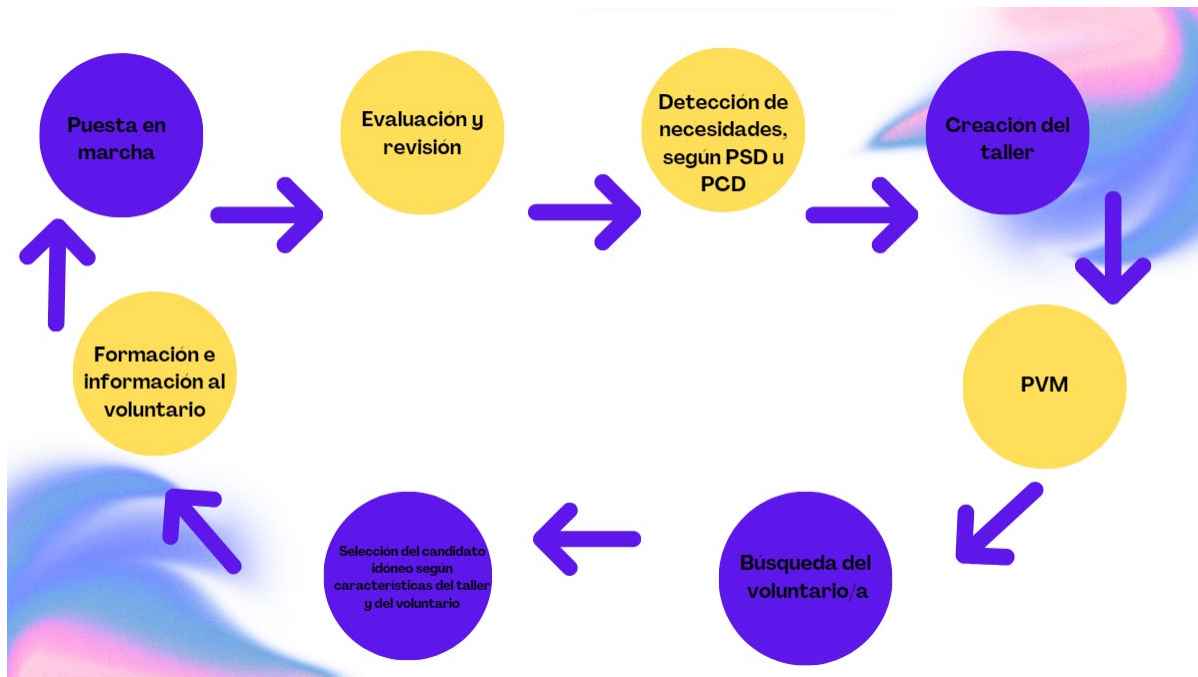 Puesta en
marcha
Evaluación y
revisión
Detección de
necesidades,
según PSD u
PCD
Creación del
taller
PVM
Búsqueda del
voluntario/a
Selección del candidato
idóneo según
características del taller
y del voluntario
Formación e
información al
voluntario